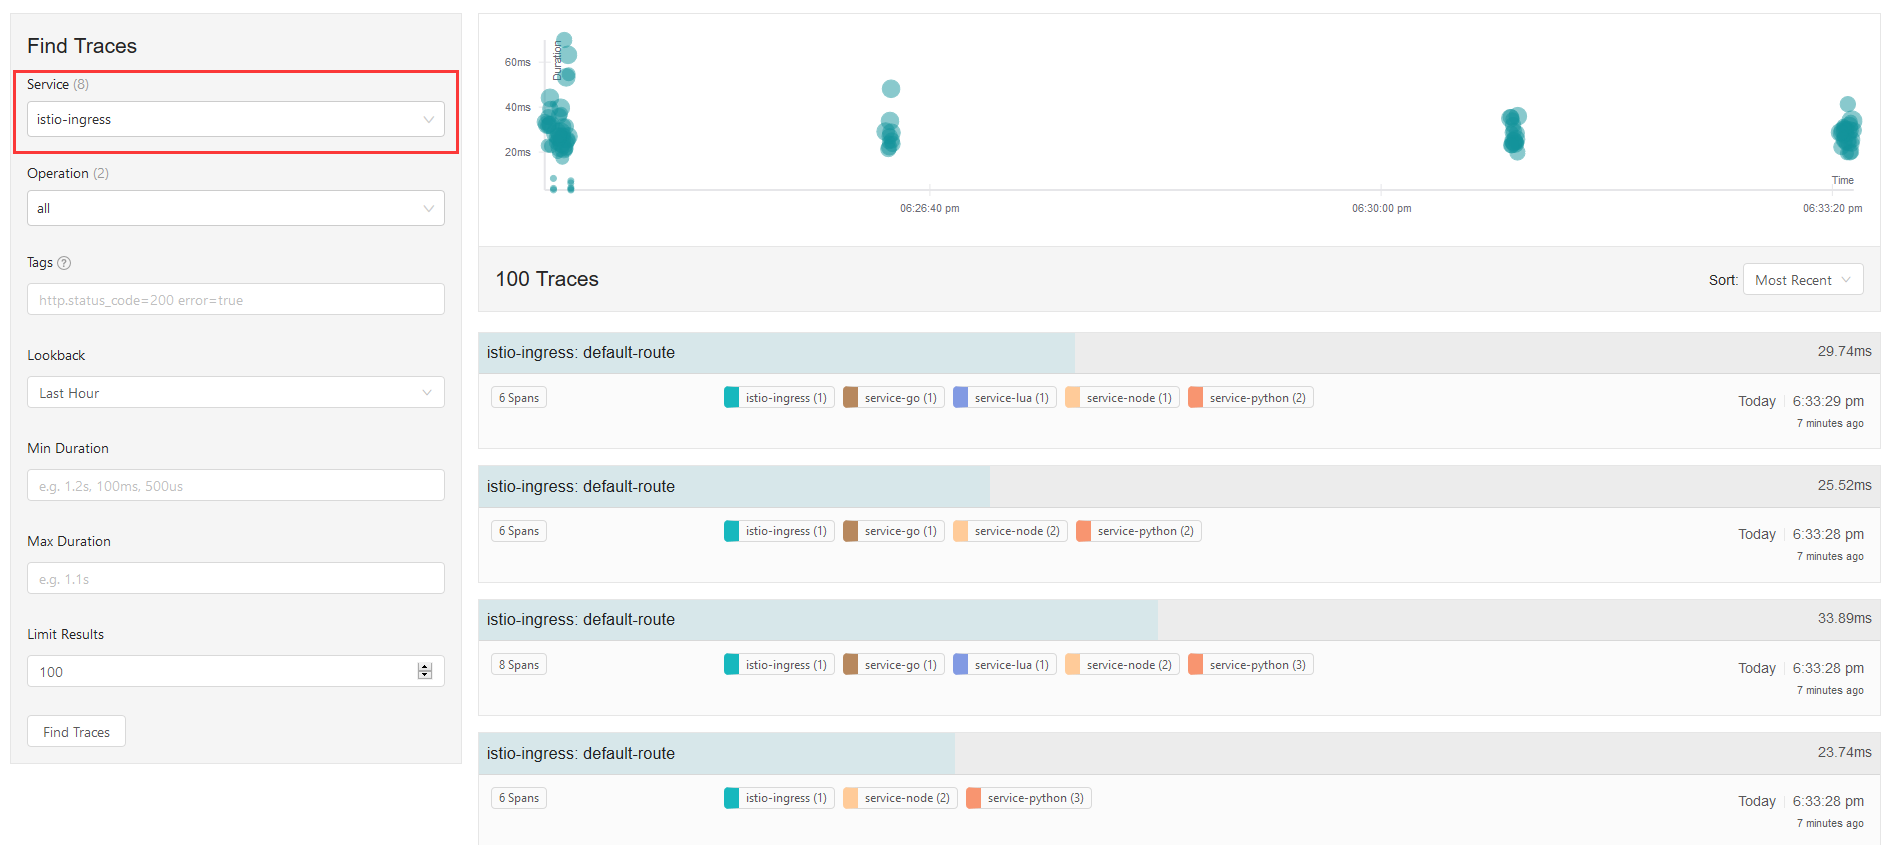 Find Traces
Service (8)
istio-ingress
Operation (2)
all
Tags ?
http.status_code=200 error=true
Lookback
Last Hour
Min Duration
e.g. 1.2s, 100ms, 500us
Max Duration
e.g. 1.1s
Limit Results
100
Find Traces
Duration
60ms
40ms
20ms
Time
06:26:40 pm 06:30:00 pm 06:33:20 pm
100 Traces Sort: Most Recent
istio-ingress: default-route 29.74ms
6 Spans istio-ingress (1) service-go (1) service-lua (1) service-node (1) service-python (2) Today 6:33:29 pm
7 minutes ago
istio-ingress: default-route 25.52ms
6 Spans istio-ingress (1) service-go (1) service-node (2) service-python (2) Today 6:33:28 pm
7 minutes ago
istio-ingress: default-route 33.89ms
8 Spans istio-ingress (1) service-go (1) service-lua (1) service-node (2) service-python (3) Today 6:33:28 pm
7 minutes ago
istio-ingress: default-route 23.74ms
6 Spans istio-ingress (1) service-node (2) service-python (3) Today 6:33:28 pm
7 minutes ago